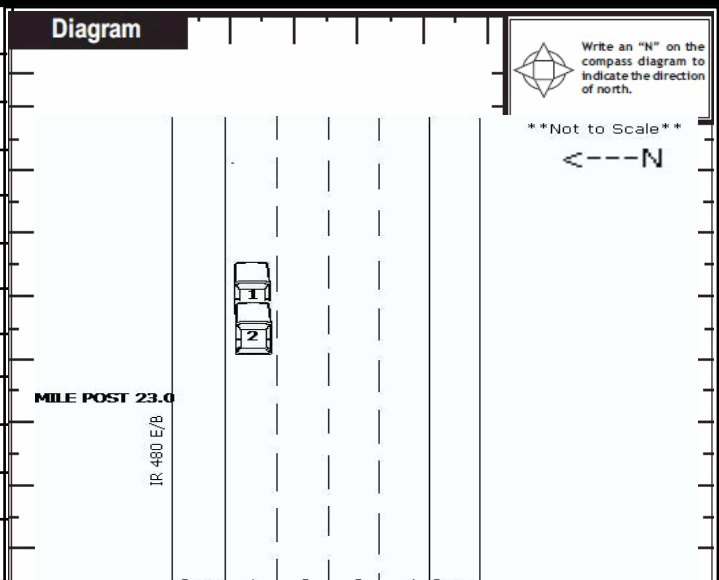 Diagram
Write an “N” on the
compass diagram to
indicate the direction
of north.
**Not to Scale**
<---N
1
2
MILE POST 23.0
IR 480 E/B